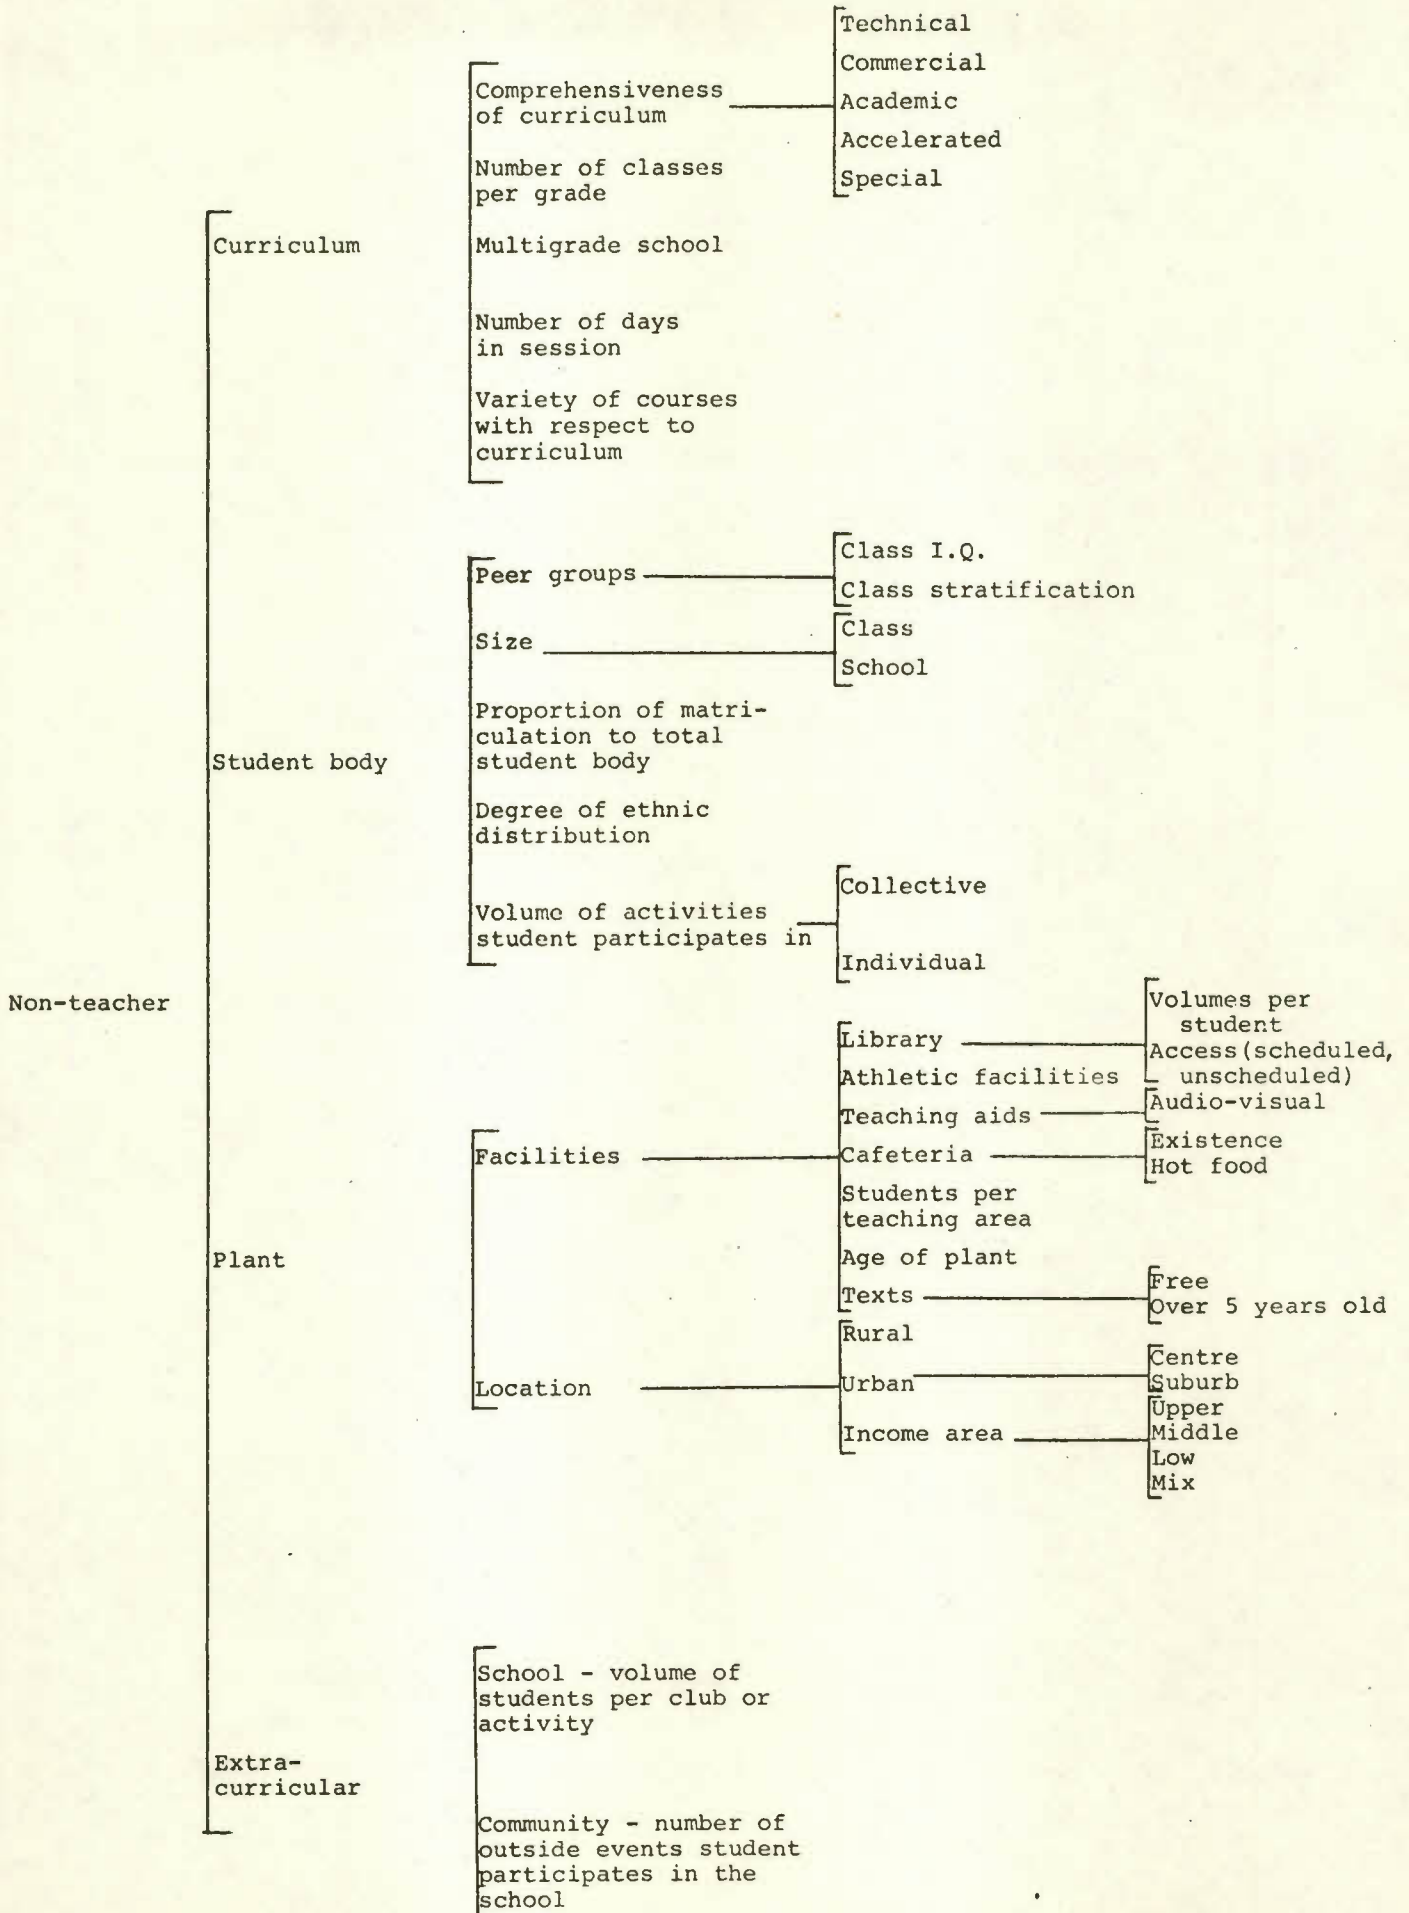 Non-teacher
Curriculum
Comprehensiveness
of curriculum
Technical
Commercial
Academic
Accelerated
Special
Number of classes
per grade
Multigrade school
Number of days
in session
Variety of courses
with respect to
curriculum
Student body
Peer groups
Class I.Q.
Class stratification
Size
Class
School
Proportion of matri-
culation to total
student body
Degree of ethnic
distribution
Volume of activities
student participates in
Collective
Individual
Plant
Facilities
Library
Volumes per
student
Access(scheduled,
unscheduled)
Athletic facilities
Teaching aids
Audio-visual
Cafeteria
Existence
Hot food
Students per
teaching area
Age of plant
Texts
Free
Over 5 years old
Location
Rural
Urban
Centre
Suburb
Income area
Upper
Middle
Low
Mix
Extra-
curricular
School - volume of
students per club or
activity
Community - number of
outside events student
participates in the
school